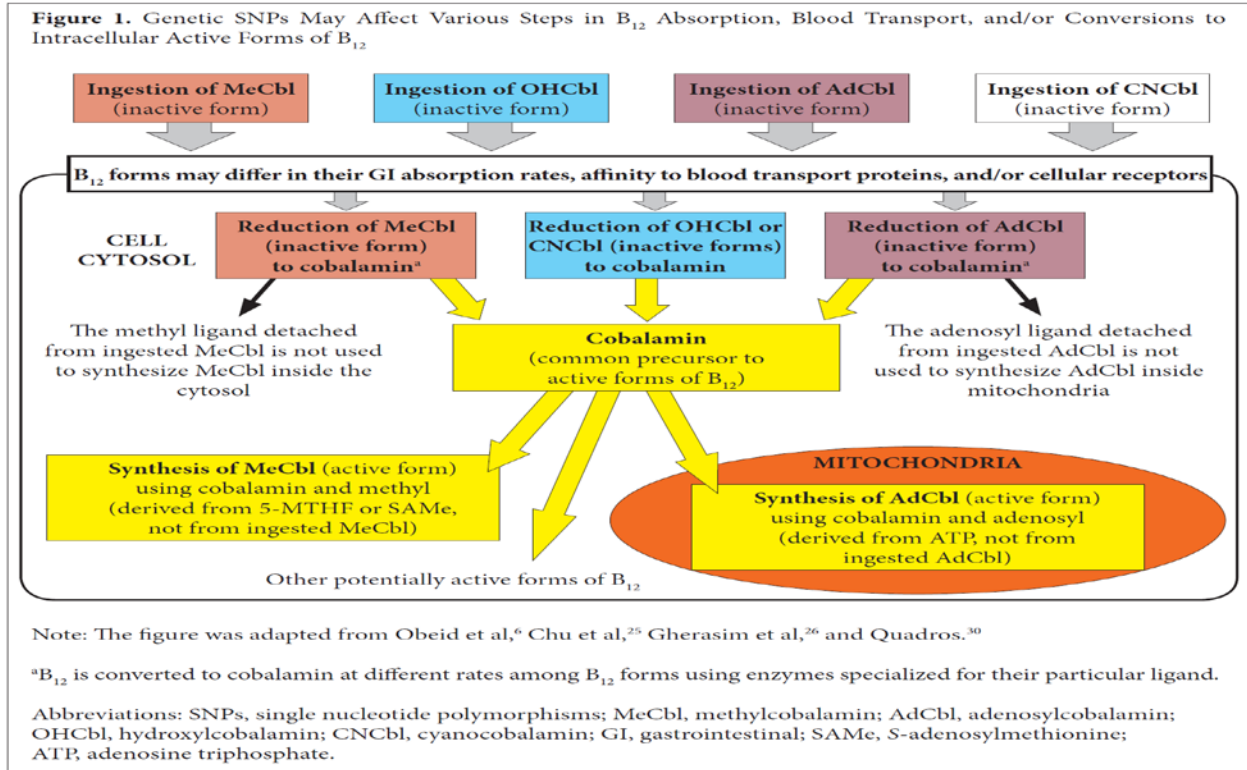 Figure 1. Genetic SNPs May Affect Various Steps in B₁₂ Absorption, Blood Transport, and/or Conversions to
Intracellular Active Forms of B₁₂
Ingestion of MeCbl
(inactive form)
Ingestion of OHCbl
(inactive form)
Ingestion of AdCbl
(inactive form)
Ingestion of CNCbl
(inactive form)
B₁₂ forms may differ in their GI absorption rates, affinity to blood transport proteins, and/or cellular receptors
CELL
CYTOSOL
Reduction of MeCbl
(inactive form)
to cobalaminᵃ
Reduction of OHCbl or
CNCbl (inactive forms)
to cobalamin
Reduction of AdCbl
(inactive form)
to cobalaminᵃ
The methyl ligand detached
from ingested MeCbl is not used
to synthesize MeCbl inside the
cytosol
Cobalamin
(common precursor to
active forms of B₁₂)
The adenosyl ligand detached
from ingested AdCbl is not
used to synthesize AdCbl inside
mitochondria
Synthesis of MeCbl (active form)
using cobalamin and methyl
(derived from 5-MTHF or SAMe,
not from ingested MeCbl)
MITOCHONDRIA
Synthesis of AdCbl (active form)
using cobalamin and adenosyl
(derived from ATP, not from
ingested AdCbl)
Other potentially active forms of B₁₂
Note: The figure was adapted from Obeid et al,⁶ Chu et al,²⁵ Gherasim et al,²⁶ and Quadros.³⁰
ᵃB₁₂ is converted to cobalamin at different rates among B₁₂ forms using enzymes specialized for their particular ligand.
Abbreviations: SNPs, single nucleotide polymorphisms; MeCbl, methylcobalamin; AdCbl, adenosylcobalamin;
OHCbl, hydroxylcobalamin; CNCbl, cyanocobalamin; GI, gastrointestinal; SAMe, S-adenosylmethionine;
ATP, adenosine triphosphate.